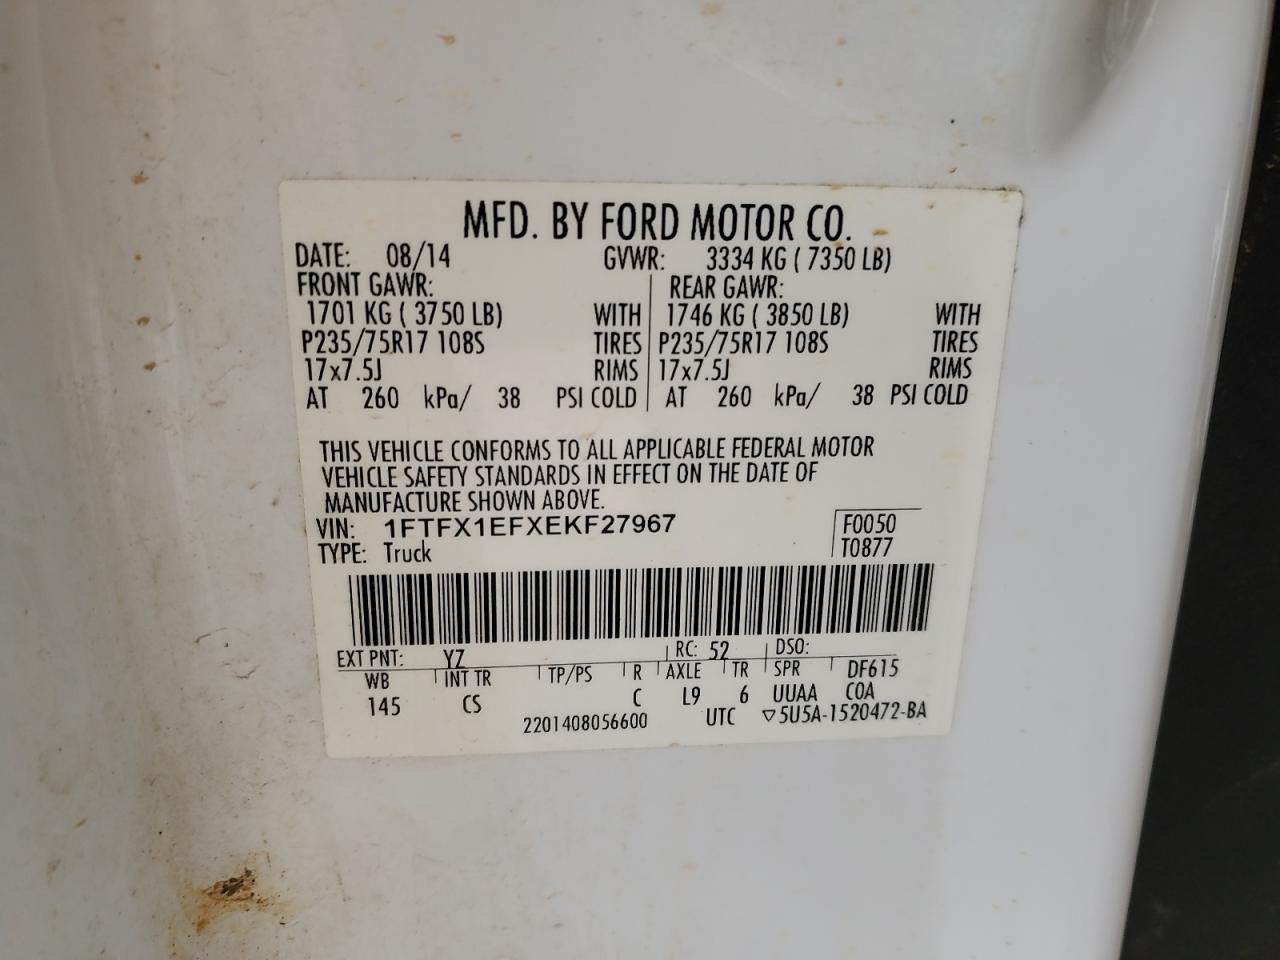 MFD. BY FORD MOTOR CO.
DATE: 08/14 GVWR: 3334 KG ( 7350 LB)
FRONT GAWR: REAR GAWR:
1701 KG ( 3750 LB) WITH 1746 KG ( 3850 LB) WITH
P235/75R17 108S TIRES P235/75R17 108S TIRES
17x7.5J RIMS 17x7.5J RIMS
AT 260 kPa/ 38 PSI COLD AT 260 kPa/ 38 PSI COLD
THIS VEHICLE CONFORMS TO ALL APPLICABLE FEDERAL MOTOR
VEHICLE SAFETY STANDARDS IN EFFECT ON THE DATE OF
MANUFACTURE SHOWN ABOVE.
VIN: 1FTFX1EFXEKF27967 F0050
TYPE: Truck T0877
EXT PNT: YZ RC: 52 DSO:
WB INT TR TP/PS R AXLE TR SPR DF615
145 CS C L9 6 UUAA COA
2201408056600 UTC ▽5U5A-1520472-BA